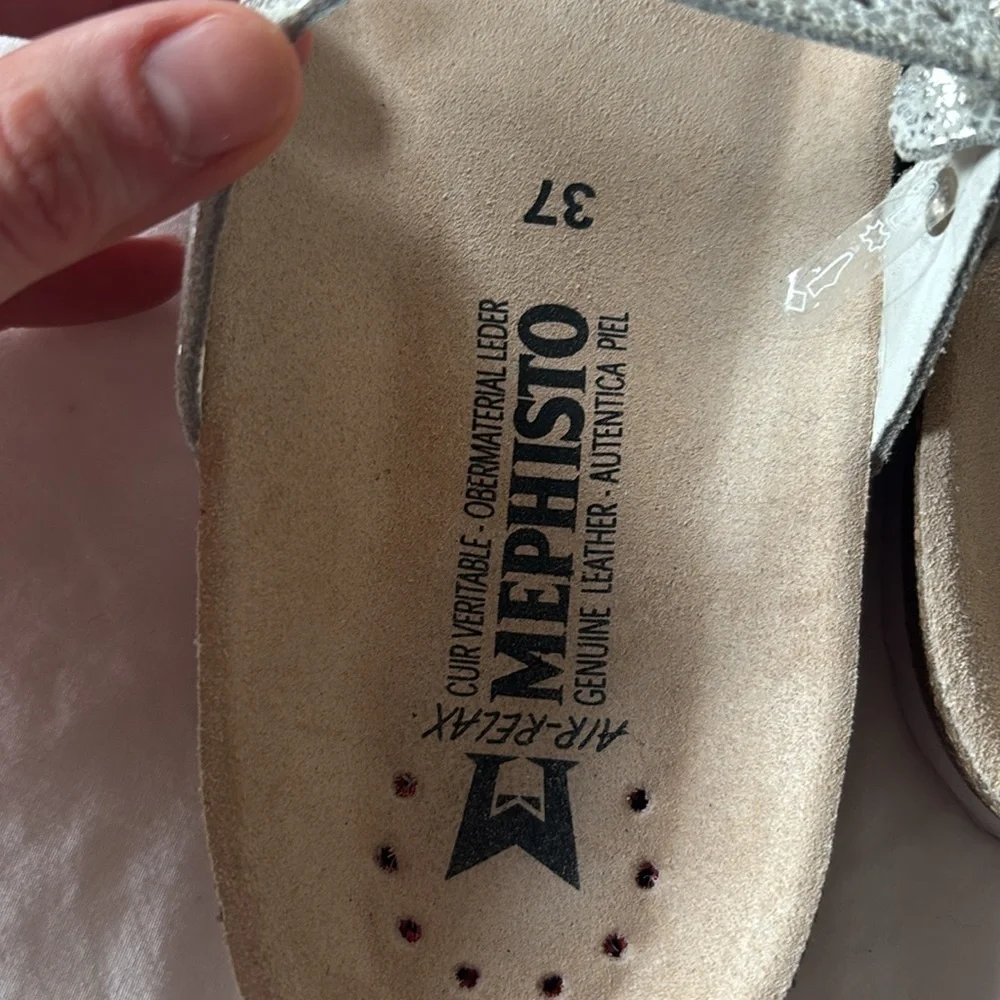 37
CUIR VERITABLE - OBERMATERIAL LEDER
MEPHISTO
GENUINE LEATHER - AUTENTICA PIEL
AIR-RELAX
M